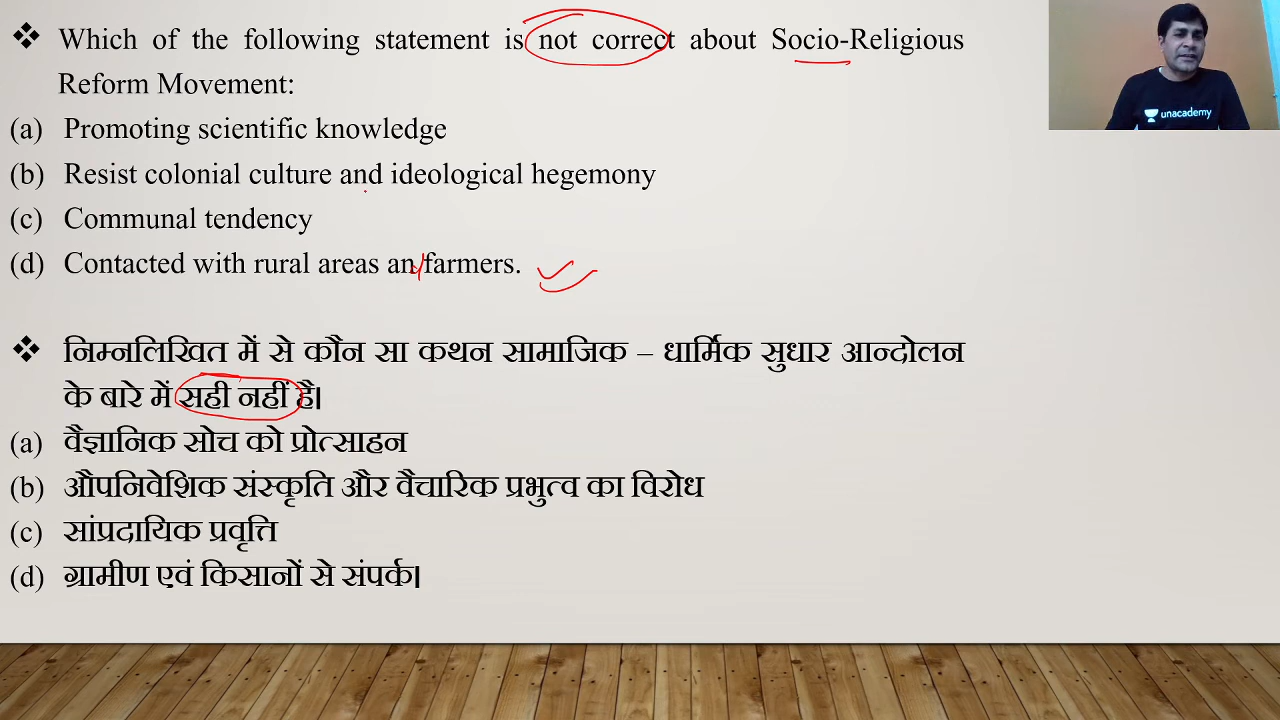 ❖ Which of the following statement is not correct about Socio-Religious
Reform Movement:
(a) Promoting scientific knowledge
(b) Resist colonial culture and ideological hegemony
(c) Communal tendency
(d) Contacted with rural areas and farmers.
unacademy
❖ निम्नलिखित में से कौन सा कथन सामाजिक – धार्मिक सुधार आन्दोलन
के बारे में सही नहीं है।
(a) वैज्ञानिक सोच को प्रोत्साहन
(b) औपनिवेशिक संस्कृति और वैचारिक प्रभुत्व का विरोध
(c) सांप्रदायिक प्रवृत्ति
(d) ग्रामीण एवं किसानों से संपर्क।